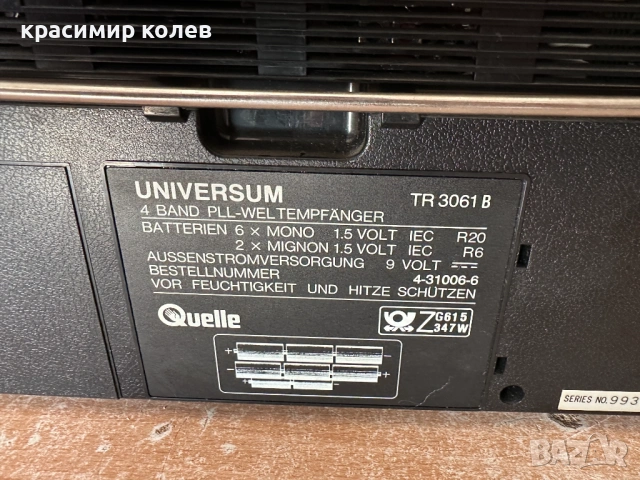 красимир колев
UNIVERSUM TR 3061 B
4 BAND PLL-WELTEMPFÄNGER
BATTERIEN 6 × MONO 1.5 VOLT IEC R20
2 × MIGNON 1.5 VOLT IEC R6
AUSSENSTROMVERSORGUNG 9 VOLT
BESTELLNUMMER 4-31006-6
VOR FEUCHTIGKEIT UND HITZE SCHÜTZEN
Quelle
Z G615
347W
SERIES NO. 993
BAZAR